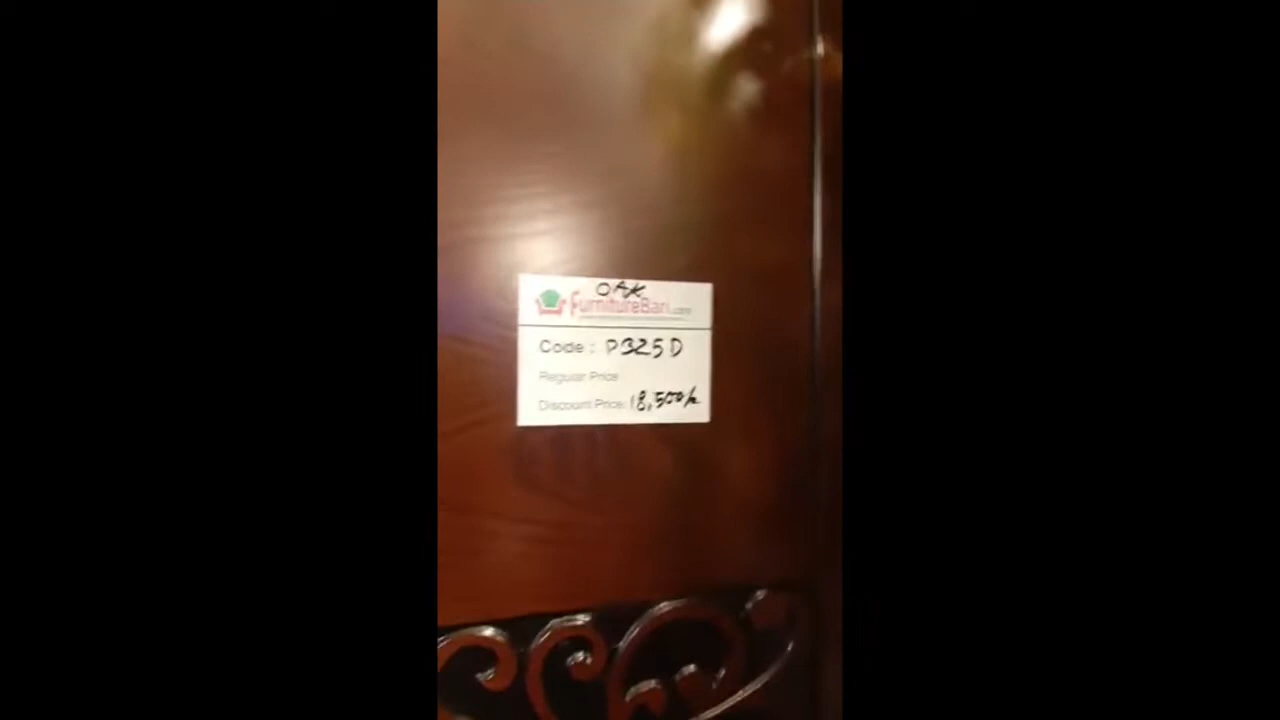 OAK
FurnitureBari.com
Code : P325D
Regular Price
Discount Price: 18,500/=